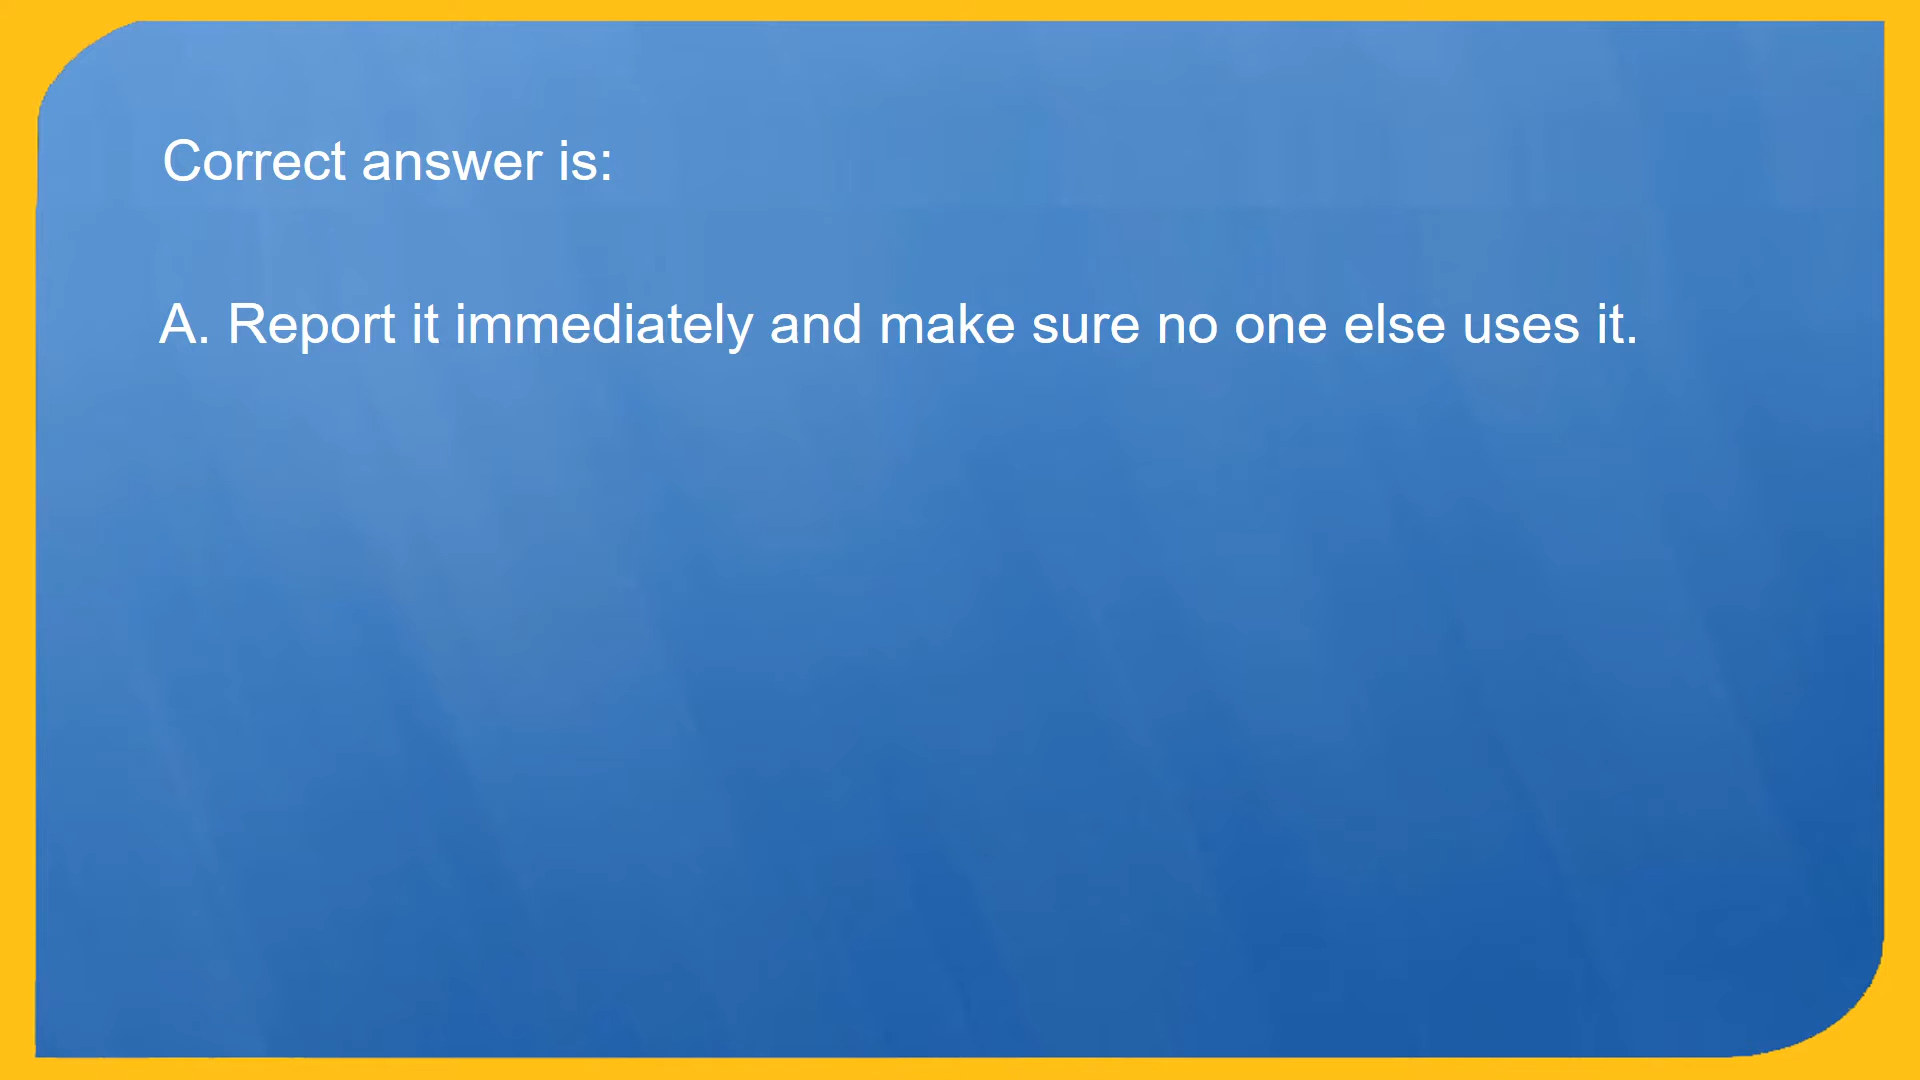 Correct answer is:
A. Report it immediately and make sure no one else uses it.